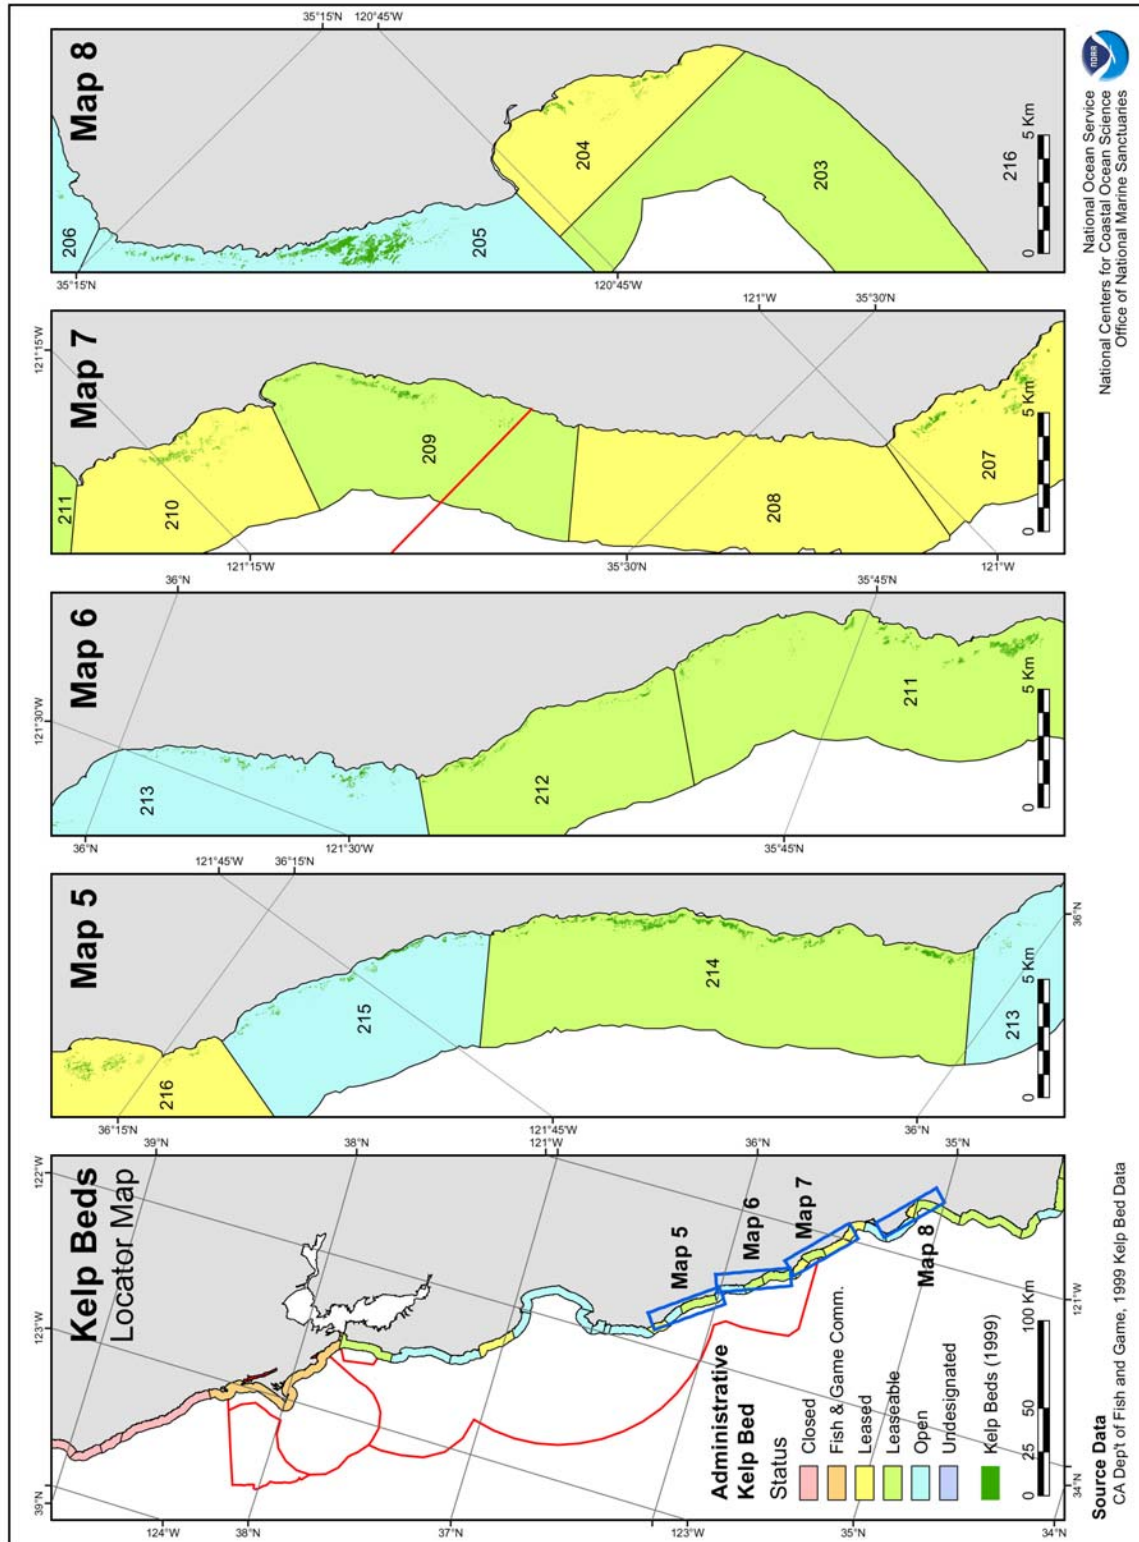 Kelp Beds
Locator Map
122°W
123°W
39°N
38°N
121°W
36°N
35°N
39°N
124°W
38°N
37°N
123°W
35°N
34°N
34°N
121°W
Map 5
Map 6
Map 7
Map 8
Administrative
Kelp Bed
Status
Closed
Fish & Game Comm.
Leased
Leaseable
Open
Undesignated
Kelp Beds (1999)
0 25 50 100 Km
Source Data
CA Dep't of Fish and Game, 1999 Kelp Bed Data
Map 5
121°45'W
36°15'N
36°15'N
121°45'W
36°N
36°N
216
215
214
213
0 5 Km
Map 6
121°30'W
36°N
36°N
121°30'W
35°45'N
35°45'N
213
212
211
0 5 Km
Map 7
121°15'W
121°15'W
35°30'N
121°W
121°W
35°30'N
211
210
209
208
207
0 5 Km
Map 8
35°15'N
120°45'W
35°15'N
120°45'W
206
205
204
203
216
0 5 Km
National Ocean Service
National Centers for Coastal Ocean Science
Office of National Marine Sanctuaries
NOAA